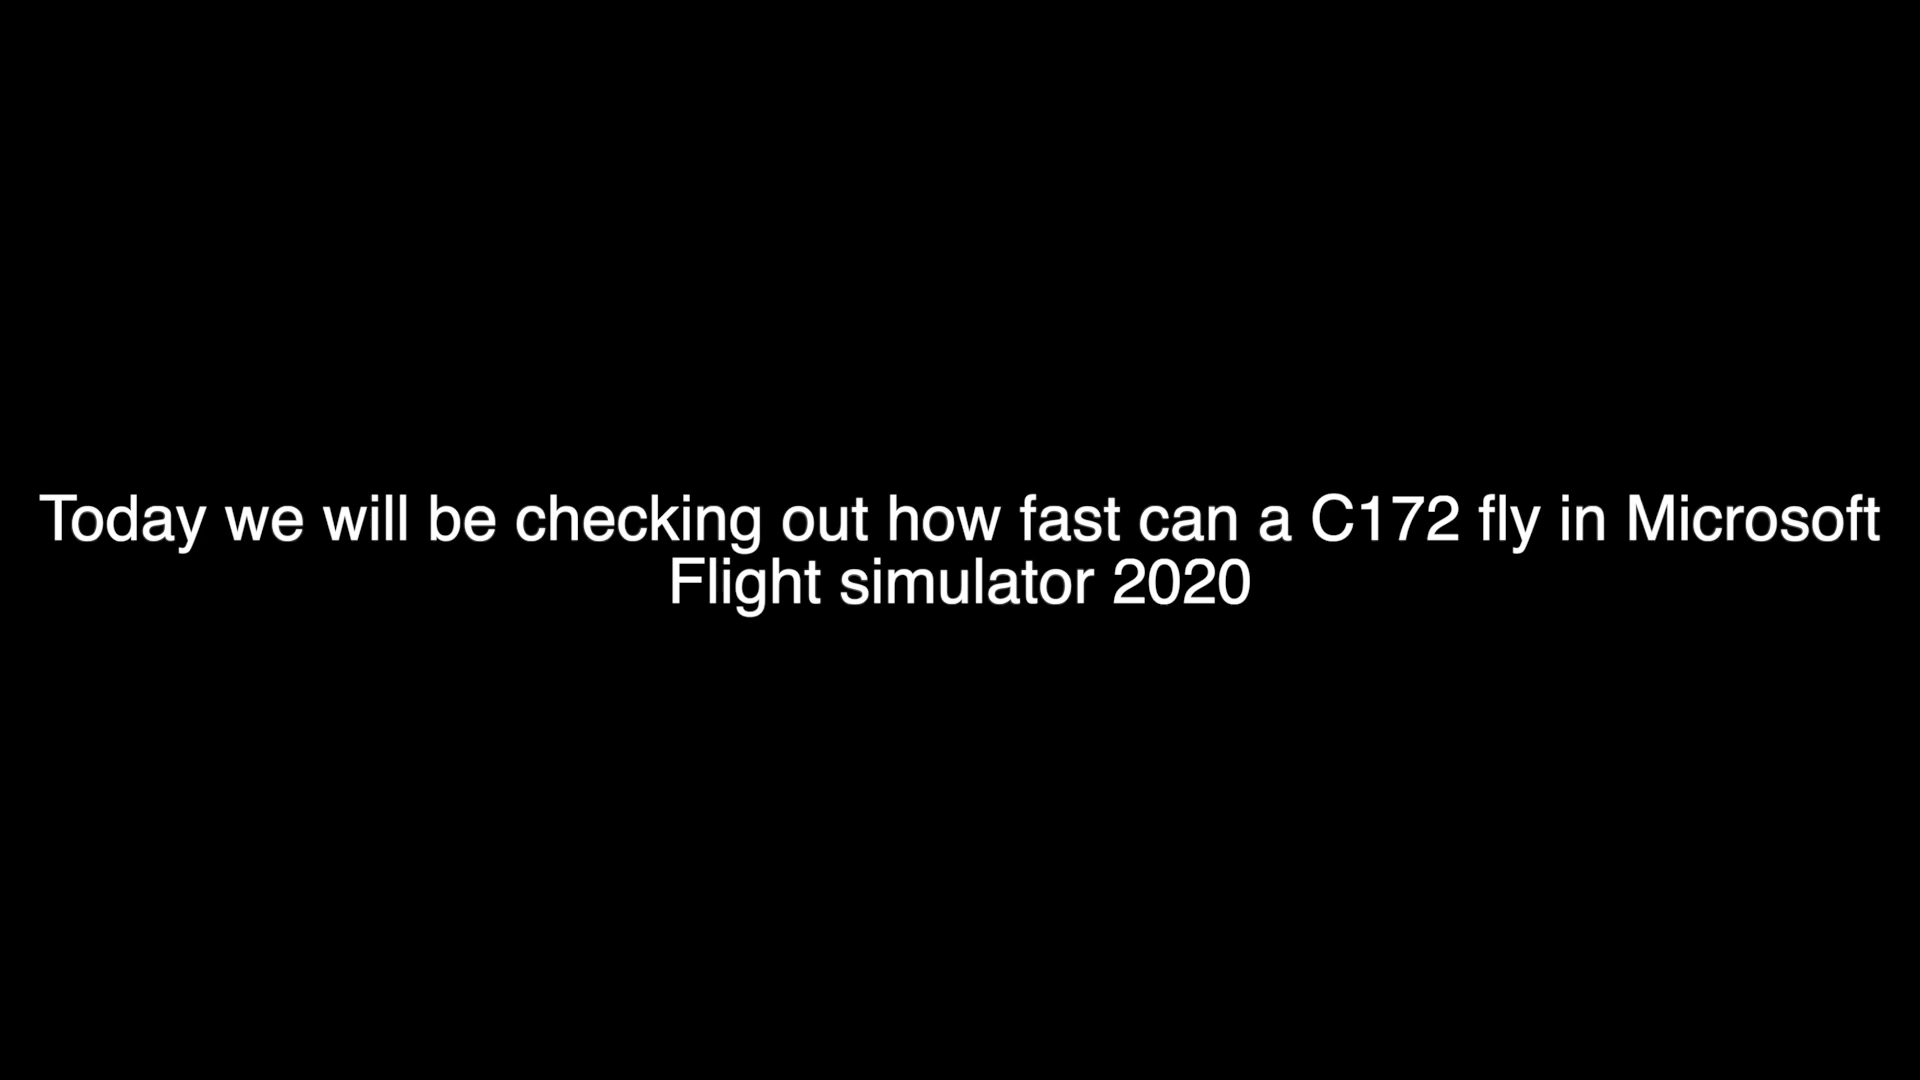 Today we will be checking out how fast can a C172 fly in Microsoft
Flight simulator 2020